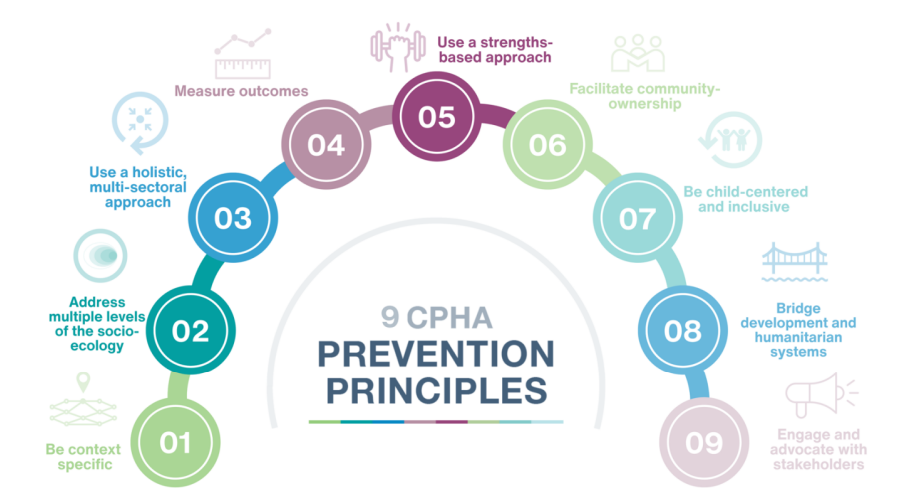 9 CPHA
PREVENTION
PRINCIPLES
01
Be context
specific
02
Address
multiple levels
of the socio-
ecology
03
Use a holistic,
multi-sectoral
approach
04
Measure outcomes
05
Use a strengths-
based approach
06
Facilitate community-
ownership
07
Be child-centered
and inclusive
08
Bridge
development and
humanitarian
systems
09
Engage and
advocate with
stakeholders